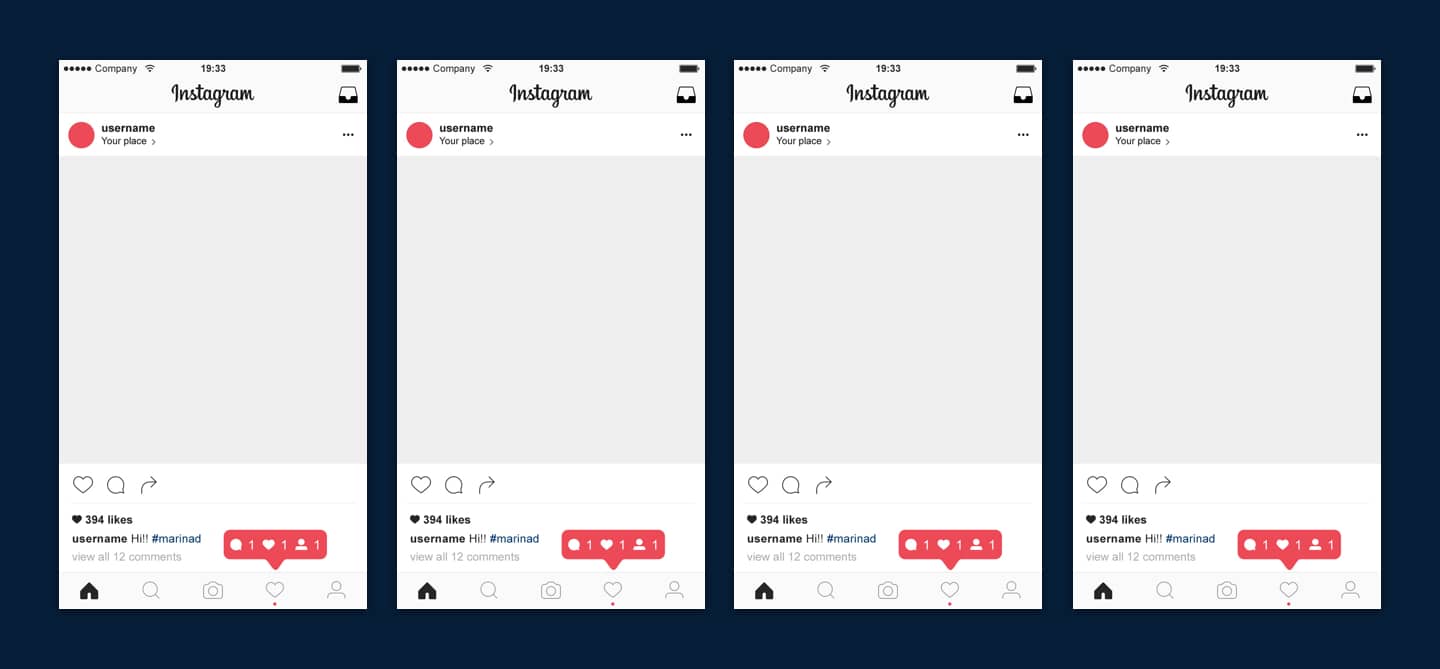 Company 19:33
Instagram
username
Your place
394 likes
username Hi!! #marinad
view all 12 comments
1 1 1
Company 19:33
Instagram
username
Your place
394 likes
username Hi!! #marinad
view all 12 comments
1 1 1
Company 19:33
Instagram
username
Your place
394 likes
username Hi!! #marinad
view all 12 comments
1 1 1
Company 19:33
Instagram
username
Your place
394 likes
username Hi!! #marinad
view all 12 comments
1 1 1